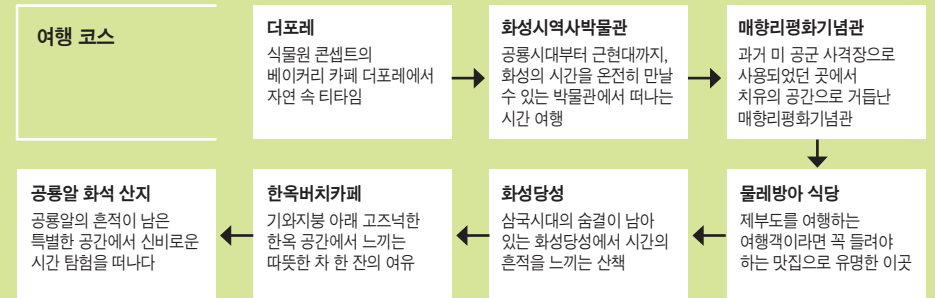 여행 코스
더포레
식물원 콘셉트의
베이커리 카페 더포레에서
자연 속 티타임
화성시역사박물관
공룡시대부터 근현대까지,
화성의 시간을 온전히 만날
수 있는 박물관에서 떠나는
시간 여행
매향리평화기념관
과거 미 공군 사격장으로
사용되었던 곳에서
치유의 공간으로 거듭난
매향리평화기념관
물레방아 식당
제부도를 여행하는
여행객이라면 꼭 들려야
하는 맛집으로 유명한 이곳
화성당성
삼국시대의 숨결이 남아
있는 화성당성에서 시간의
흔적을 느끼는 산책
한옥버치카페
기와지붕 아래 고즈넉한
한옥 공간에서 느끼는
따뜻한 차 한 잔의 여유
공룡알 화석 산지
공룡알의 흔적이 남은
특별한 공간에서 신비로운
시간 탐험을 떠나다